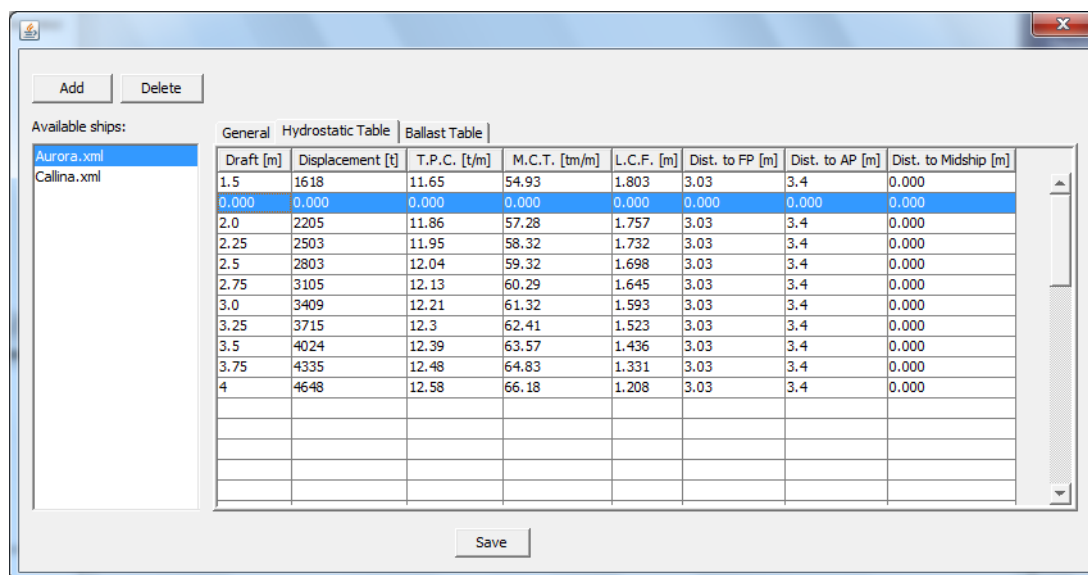 Add Delete
Available ships:
Aurora.xml
Callina.xml
General Hydrostatic Table Ballast Table
Draft [m] Displacement [t] T.P.C. [t/m] M.C.T. [tm/m] L.C.F. [m] Dist. to FP [m] Dist. to AP [m] Dist. to Midship [m]
1.5 1618 11.65 54.93 1.803 3.03 3.4 0.000
0.000 0.000 0.000 0.000 0.000 0.000 0.000 0.000
2.0 2205 11.86 57.28 1.757 3.03 3.4 0.000
2.25 2503 11.95 58.32 1.732 3.03 3.4 0.000
2.5 2803 12.04 59.32 1.698 3.03 3.4 0.000
2.75 3105 12.13 60.29 1.645 3.03 3.4 0.000
3.0 3409 12.21 61.32 1.593 3.03 3.4 0.000
3.25 3715 12.3 62.41 1.523 3.03 3.4 0.000
3.5 4024 12.39 63.57 1.436 3.03 3.4 0.000
3.75 4335 12.48 64.83 1.331 3.03 3.4 0.000
4 4648 12.58 66.18 1.208 3.03 3.4 0.000
Save